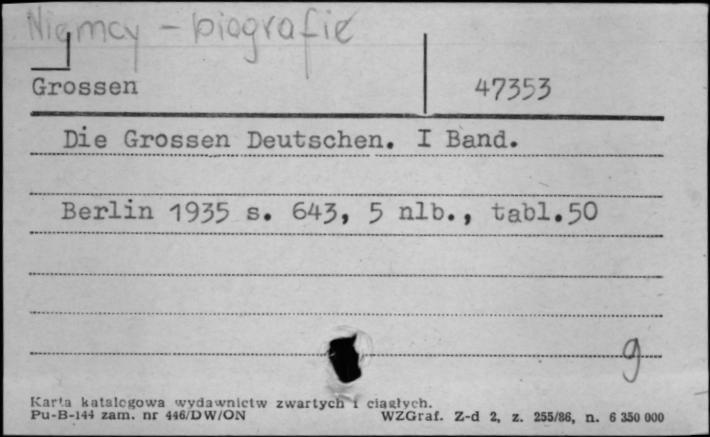 Niemcy - biografie
Grossen 47353
Die Grossen Deutschen. I Band.
Berlin 1935 s. 643, 5 nlb., tabl.50
g
Karta katalogowa wydawnictw zwartych i ciągłych.
Pu-B-144 zam. nr 446/DW/ON WZGraf. Z-d 2, z. 255/86, n. 6 350 000